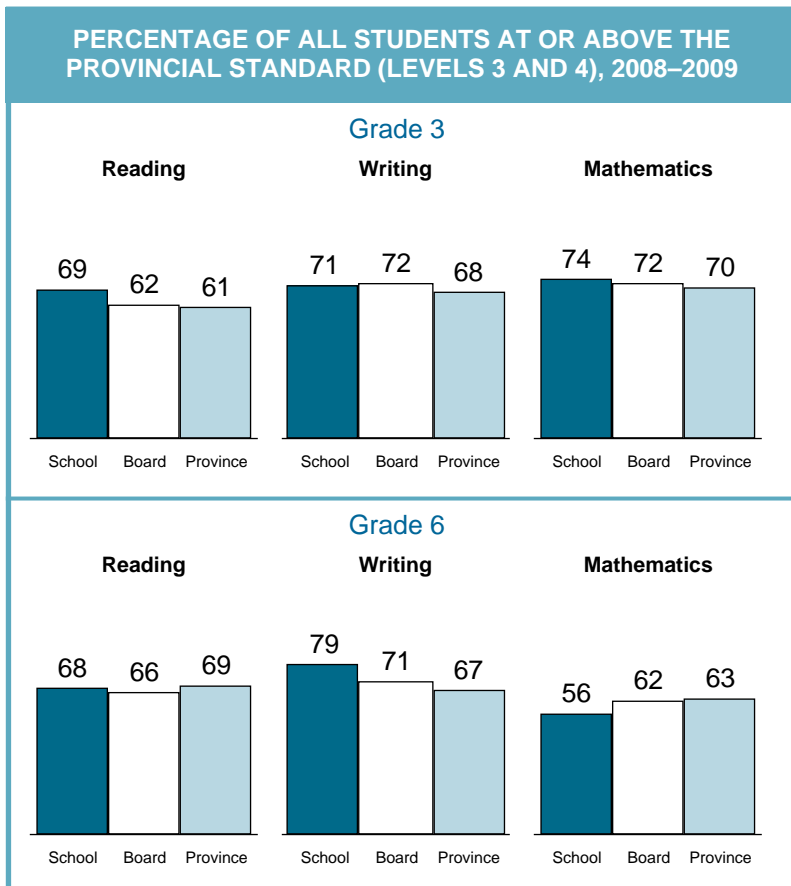 PERCENTAGE OF ALL STUDENTS AT OR ABOVE THE
PROVINCIAL STANDARD (LEVELS 3 AND 4), 2008–2009
Grade 3
Reading Writing Mathematics
69 62 61 71 72 68 74 72 70
School Board Province School Board Province School Board Province
Grade 6
Reading Writing Mathematics
68 66 69 79 71 67 56 62 63
School Board Province School Board Province School Board Province